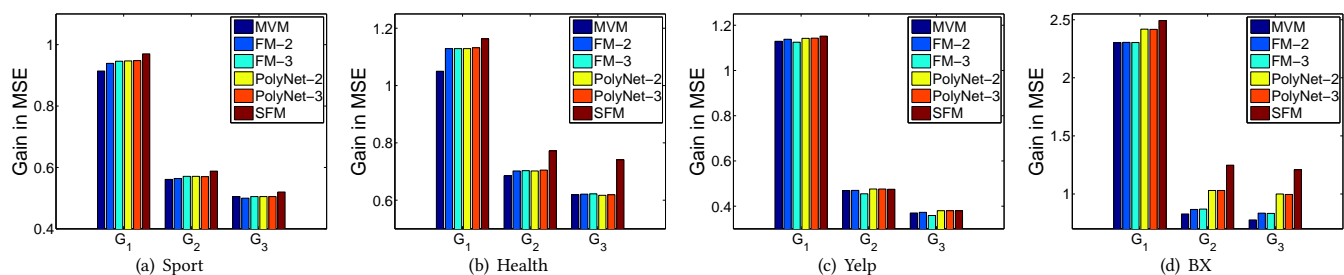 Gain in MSE
1
0.8
0.6
0.4
G1
G2
G3
MVM
FM−2
FM−3
PolyNet−2
PolyNet−3
SFM
(a) Sport
Gain in MSE
1.2
1
0.8
0.6
G1
G2
G3
MVM
FM−2
FM−3
PolyNet−2
PolyNet−3
SFM
(b) Health
Gain in MSE
1.2
1
0.8
0.6
0.4
G1
G2
G3
MVM
FM−2
FM−3
PolyNet−2
PolyNet−3
SFM
(c) Yelp
Gain in MSE
2.5
2
1.5
1
G1
G2
G3
MVM
FM−2
FM−3
PolyNet−2
PolyNet−3
SFM
(d) BX